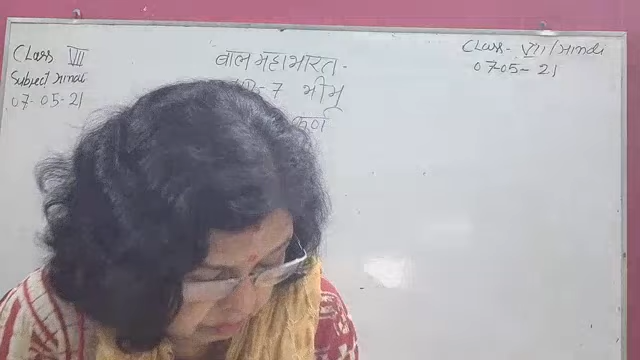 Class VII
Subject Hindi
07-05-21
बाल महाभारत -
7 भीष्म
कर्ण
Class - VII / Hindi
07-05-21